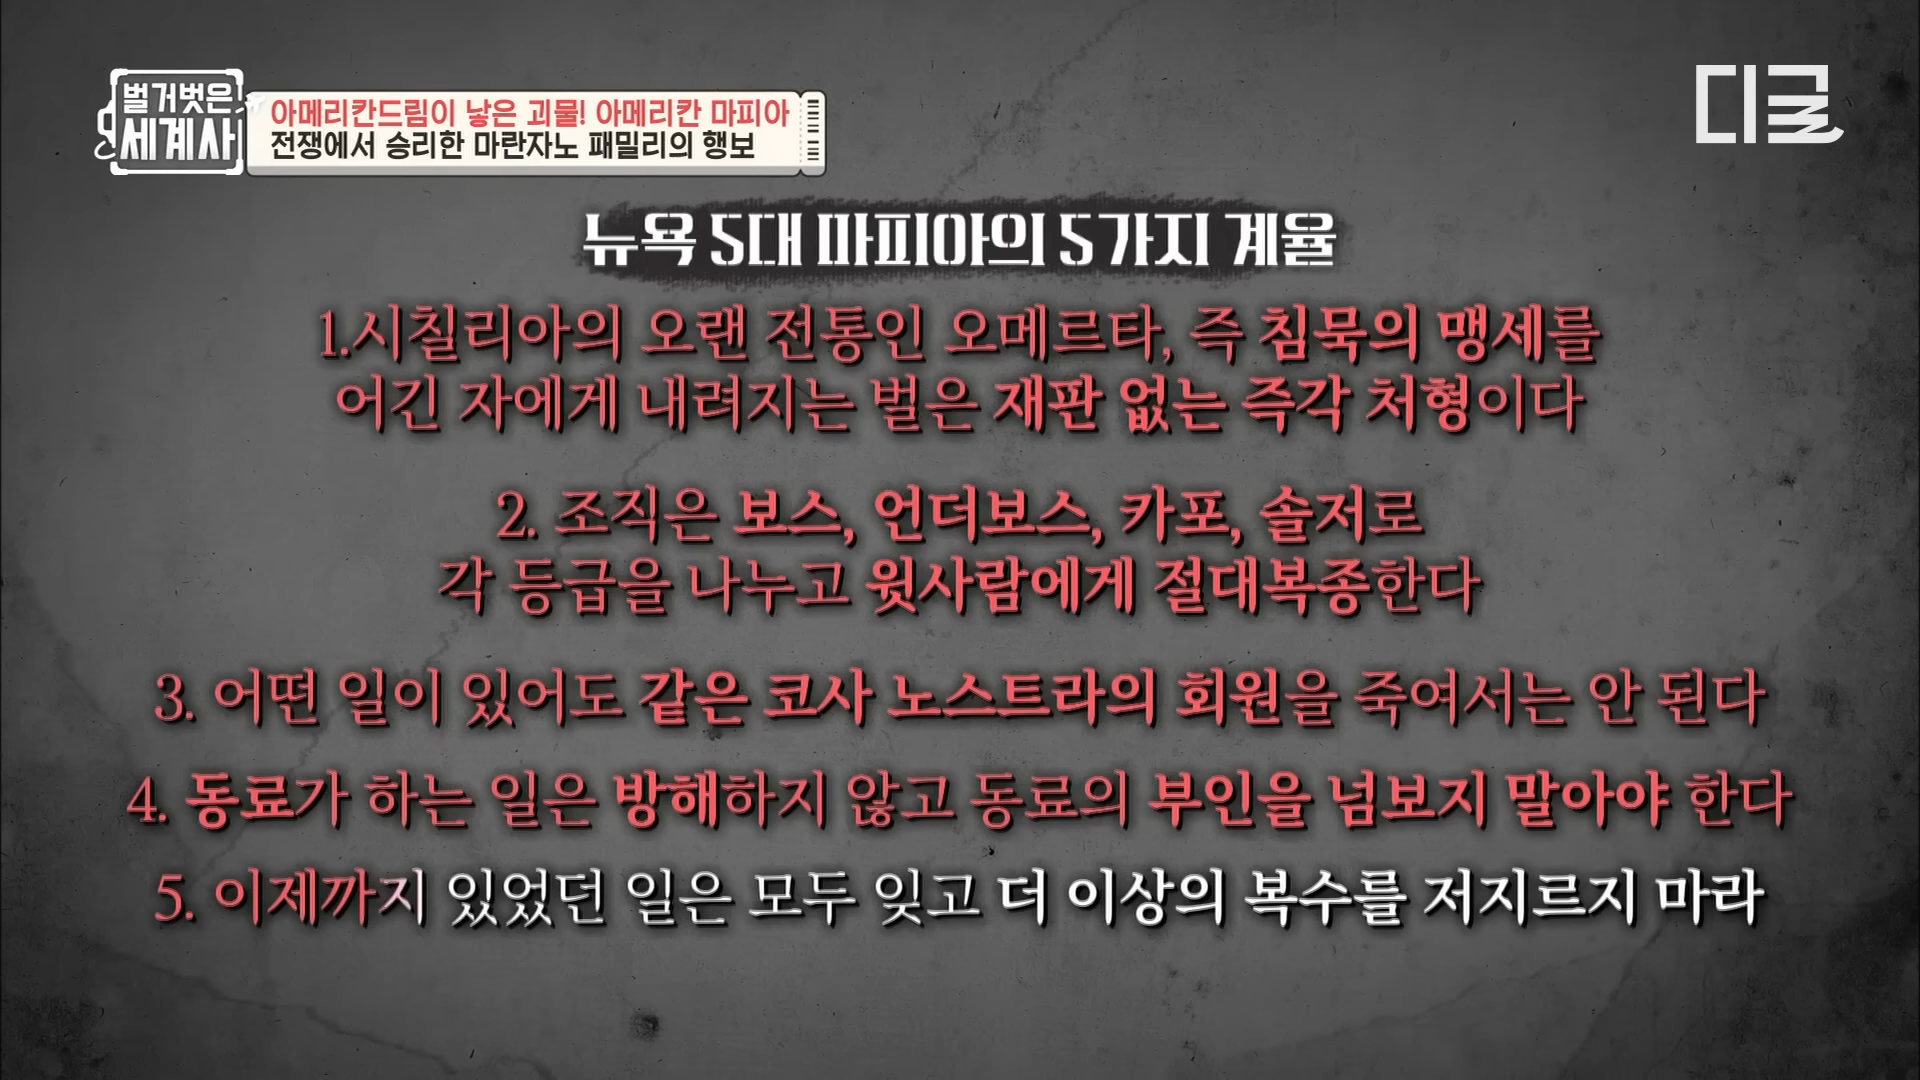 벌거벗은
세계사
아메리칸드림이 낳은 괴물! 아메리칸 마피아
전쟁에서 승리한 마란자노 패밀리의 행보
디글
뉴욕 5대 마피아의 5가지 계율
1.시칠리아의 오랜 전통인 오메르타, 즉 침묵의 맹세를
어긴 자에게 내려지는 벌은 재판 없는 즉각 처형이다
2. 조직은 보스, 언더보스, 카포, 솔저로
각 등급을 나누고 윗사람에게 절대복종한다
3. 어떤 일이 있어도 같은 코사 노스트라의 회원을 죽여서는 안 된다
4. 동료가 하는 일은 방해하지 않고 동료의 부인을 넘보지 말아야 한다
5. 이제까지 있었던 일은 모두 잊고 더 이상의 복수를 저지르지 마라